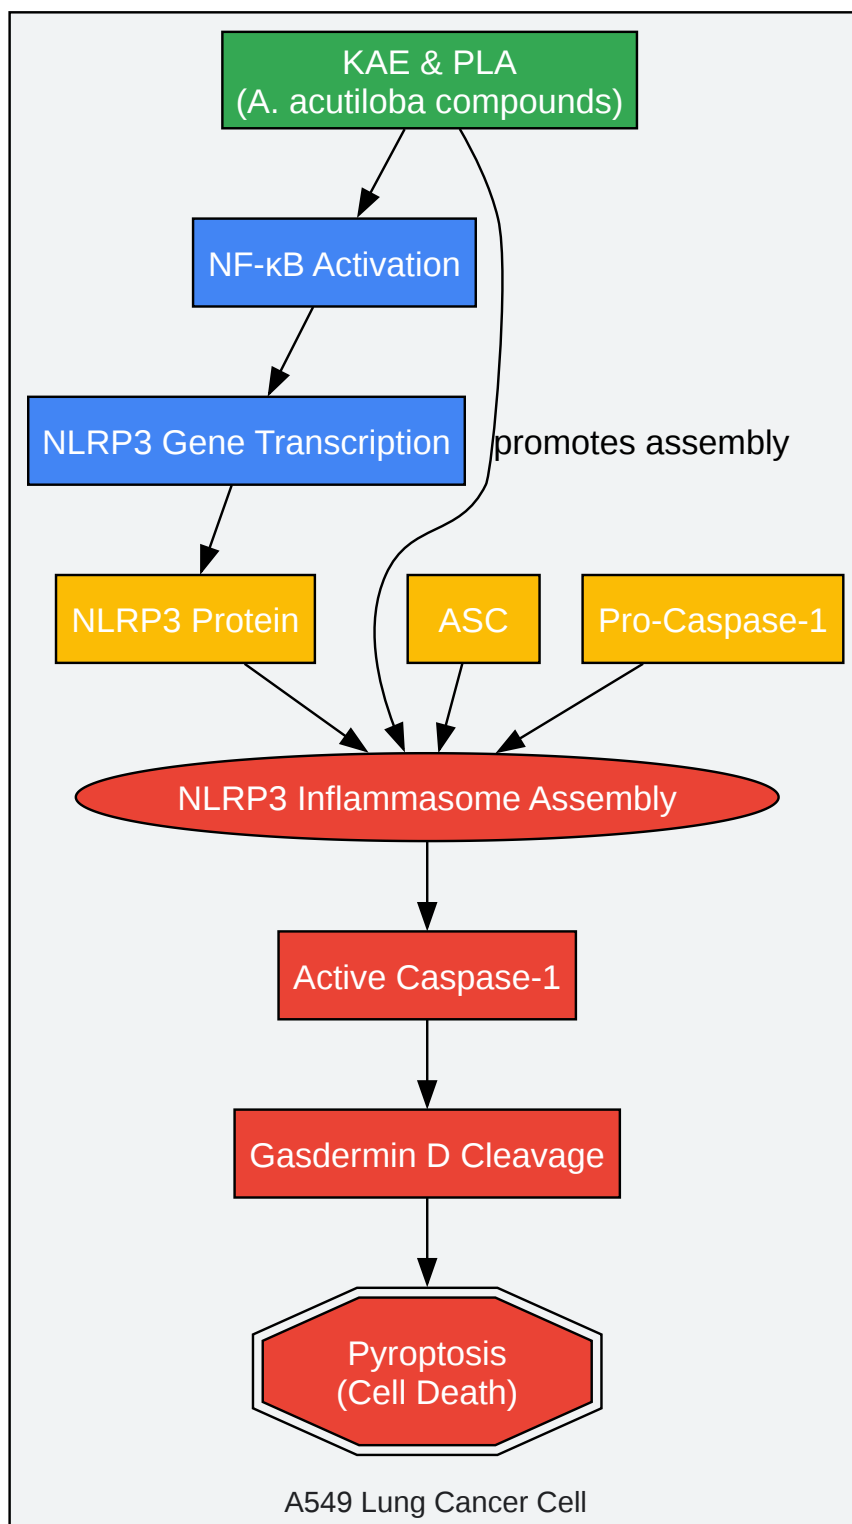 KAE & PLA
(A. acutiloba compounds)
NF-κB Activation
NLRP3 Gene Transcription
promotes assembly
NLRP3 Protein
ASC
Pro-Caspase-1
NLRP3 Inflammasome Assembly
Active Caspase-1
Gasdermin D Cleavage
Pyroptosis
(Cell Death)
A549 Lung Cancer Cell